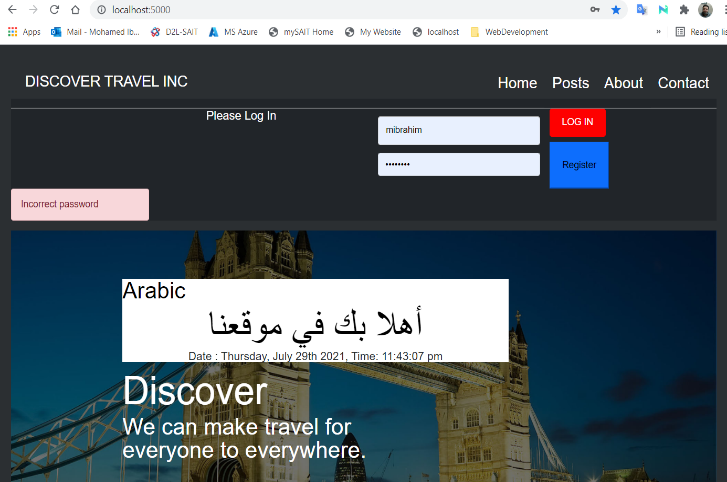 localhost:5000
Apps
Mail - Mohamed Ib...
D2L-SAIT
MS Azure
mySAIT Home
My Website
localhost
WebDevelopment
»
Reading lis
DISCOVER TRAVEL INC
Home Posts About Contact
Please Log In
mibrahim
LOG IN
••••••••
Register
Incorrect password
Arabic
أهلا بك في موقعنا
Date : Thursday, July 29th 2021, Time: 11:43:07 pm
Discover
We can make travel for
everyone to everywhere.